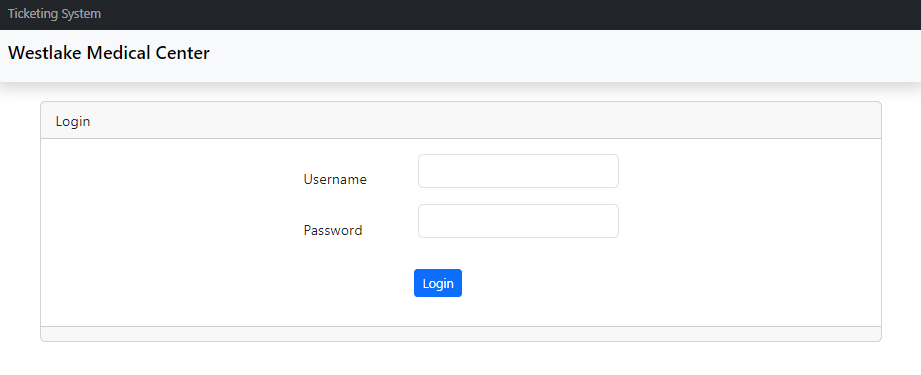 Ticketing System
Westlake Medical Center
Login
Username
Password
Login